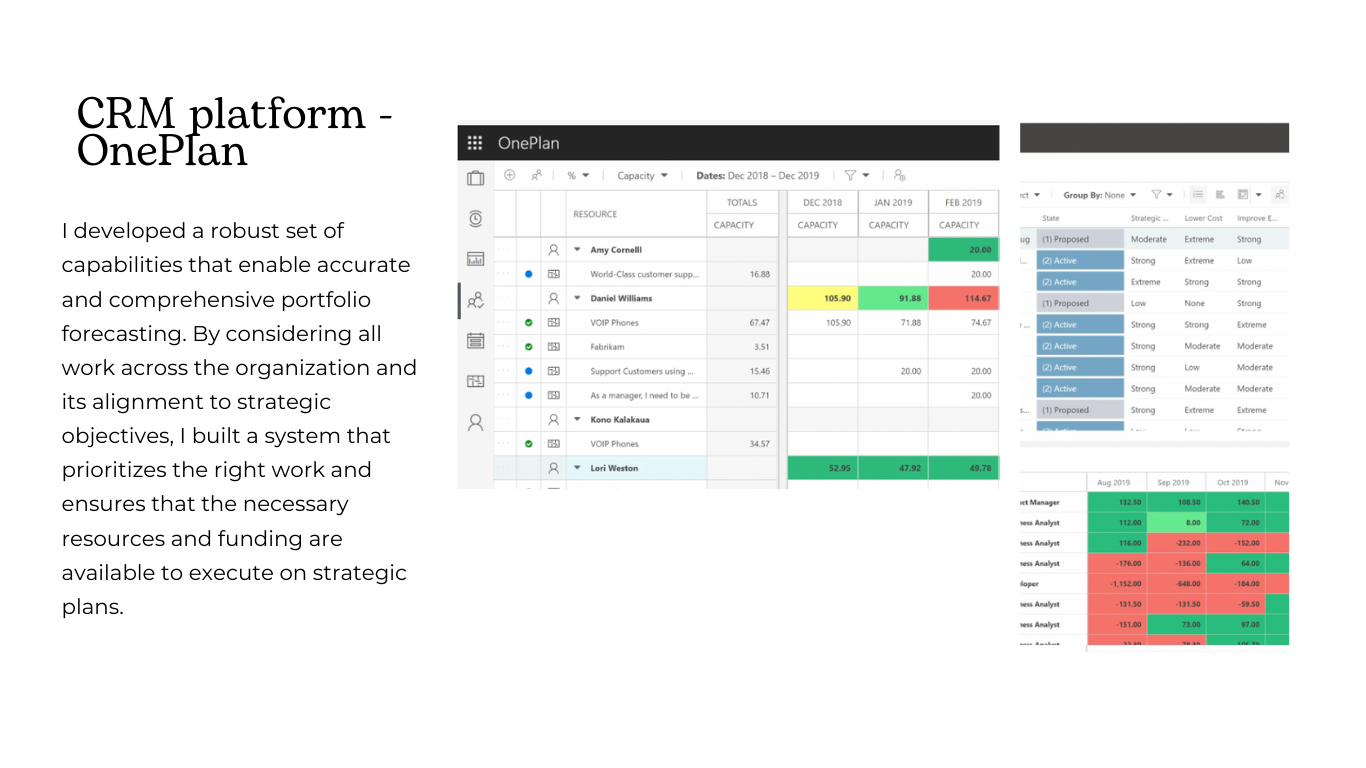 CRM platform -
OnePlan
I developed a robust set of
capabilities that enable accurate
and comprehensive portfolio
forecasting. By considering all
work across the organization and
its alignment to strategic
objectives, I built a system that
prioritizes the right work and
ensures that the necessary
resources and funding are
available to execute on strategic
plans.
OnePlan
% Capacity Dates: Dec 2018 – Dec 2019
RESOURCE TOTALS DEC 2018 JAN 2019 FEB 2019
CAPACITY CAPACITY CAPACITY CAPACITY
Amy Cornelli 20.00
World-Class customer supp... 16.88 20.00
Daniel Williams 105.90 91.88 114.67
VOIP Phones 67.47 105.90 71.88 74.67
Fabrikam 3.51
Support Customers using ... 15.46 20.00 20.00
As a manager, I need to be ... 10.71 20.00
Kono Kalakaua
VOIP Phones 34.57
Lori Weston 52.95 47.92 49.78
ct Group By: None
State Strategic ... Lower Cost Improve E...
ug (1) Proposed Moderate Extreme Strong
l... (2) Active Strong Extreme Low
(2) Active Extreme Strong Strong
(1) Proposed Low None Strong
... (2) Active Strong Strong Extreme
(2) Active Strong Moderate Moderate
(2) Active Strong Low Moderate
(2) Active Strong Moderate Moderate
s... (1) Proposed Strong Extreme Extreme
Aug 2019 Sep 2019 Oct 2019 Nov
ct Manager 132.50 108.50 140.50
ness Analyst 112.00 8.00 72.00
ness Analyst 116.00 -232.00 -152.00
ness Analyst -176.00 -136.00 64.00
loper -1,152.00 -648.00 -184.00
ness Analyst -131.50 -131.50 -59.50
ness Analyst -151.00 73.00 97.00